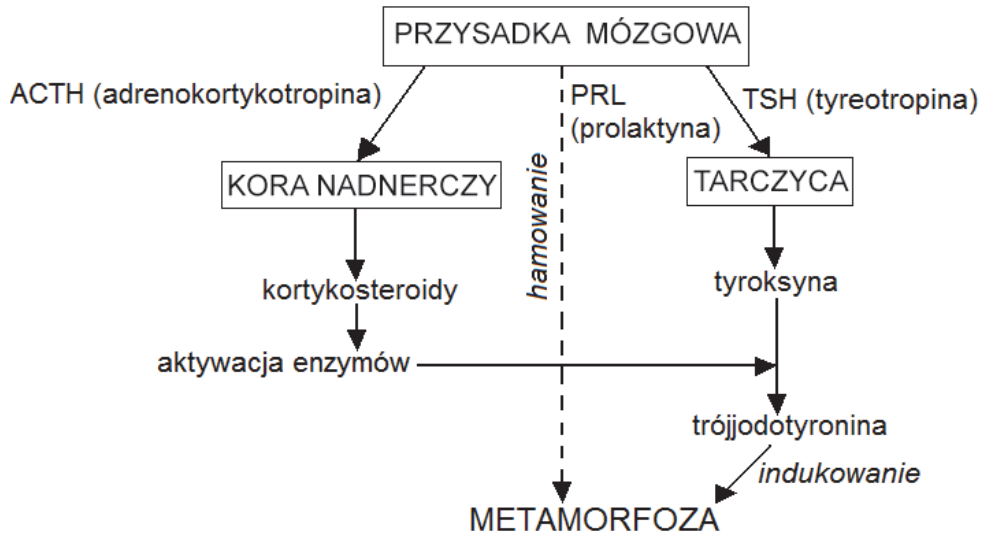 PRZYSADKA MÓZGOWA
ACTH (adrenokortykotropina)
PRL
(prolaktyna)
TSH (tyreotropina)
hamowanie
KORA NADNERCZY
TARCZYCA
kortykosteroidy
tyroksyna
aktywacja enzymów
trójjodotyronina
indukowanie
METAMORFOZA